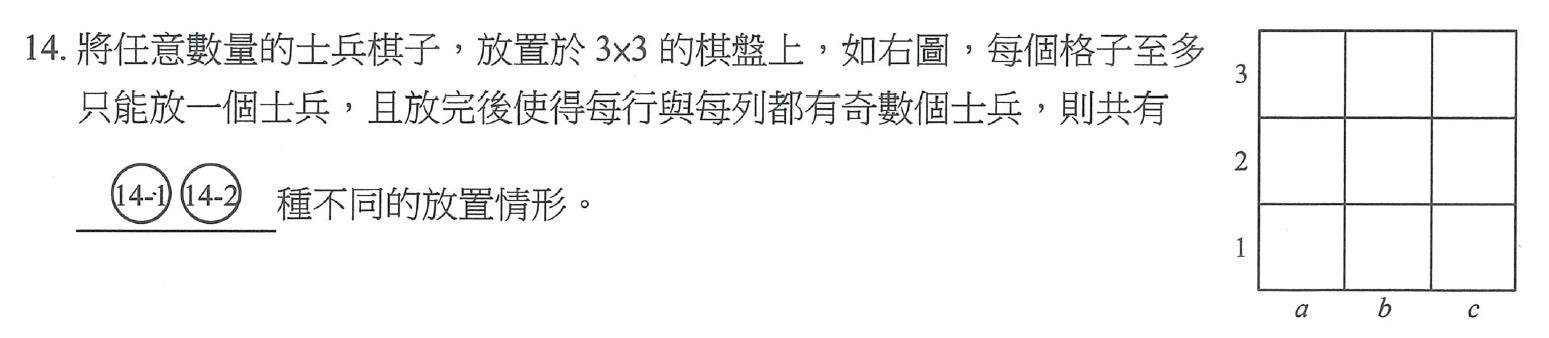 14. 將任意數量的士兵棋子，放置於 3×3 的棋盤上，如右圖，每個格子至多
只能放一個士兵，且放完後使得每行與每列都有奇數個士兵，則共有
14-1 14-2 種不同的放置情形。
3
2
1
a b c